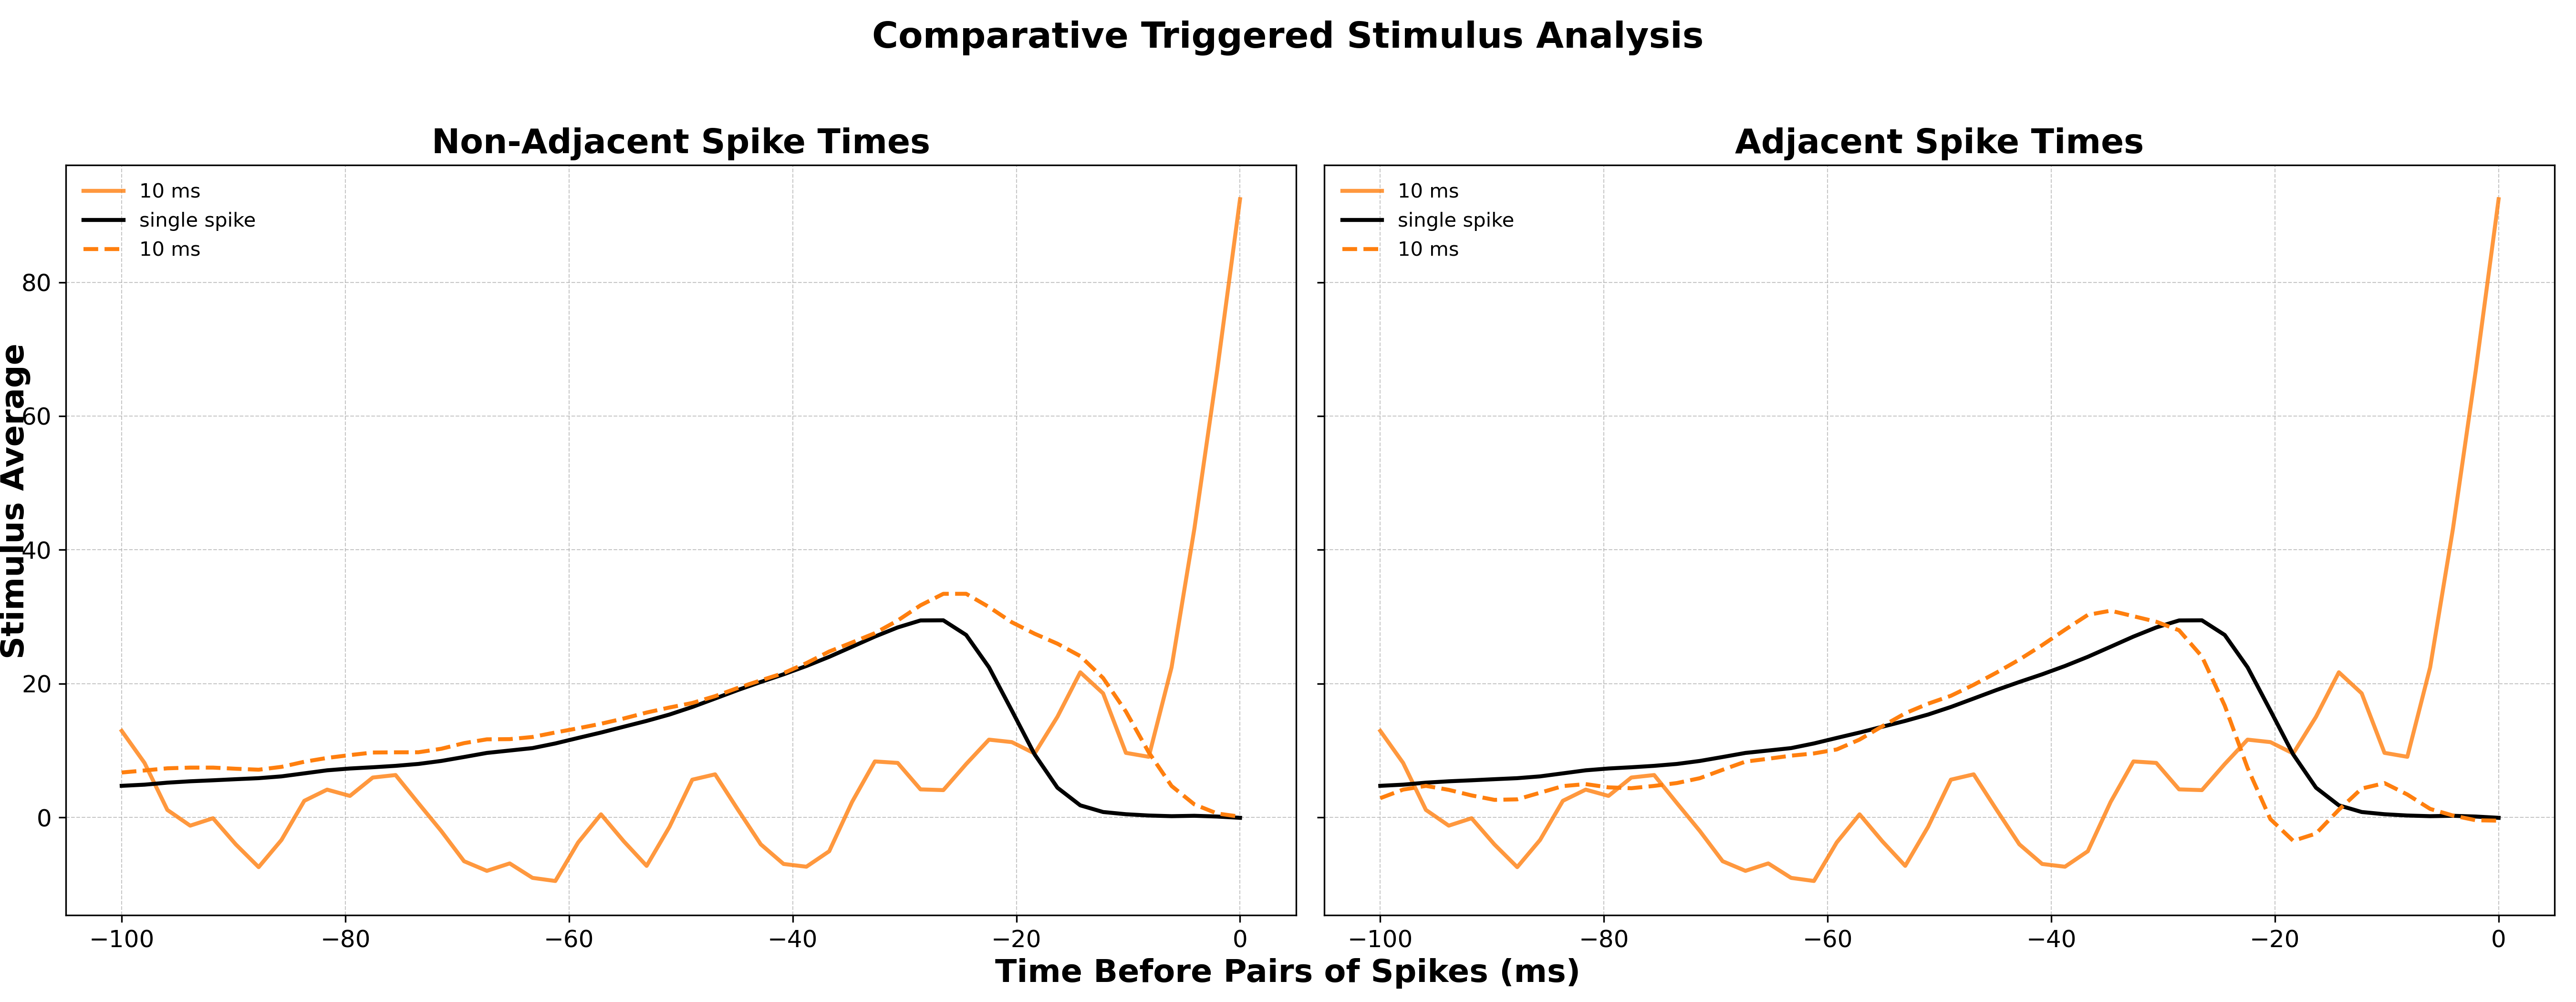 Comparative Triggered Stimulus Analysis
Non-Adjacent Spike Times
10 ms
single spike
10 ms
80
60
40
20
0
Stimulus Average
−100
−80
−60
−40
−20
0
Adjacent Spike Times
10 ms
single spike
10 ms
−100
−80
−60
−40
−20
0
Time Before Pairs of Spikes (ms)